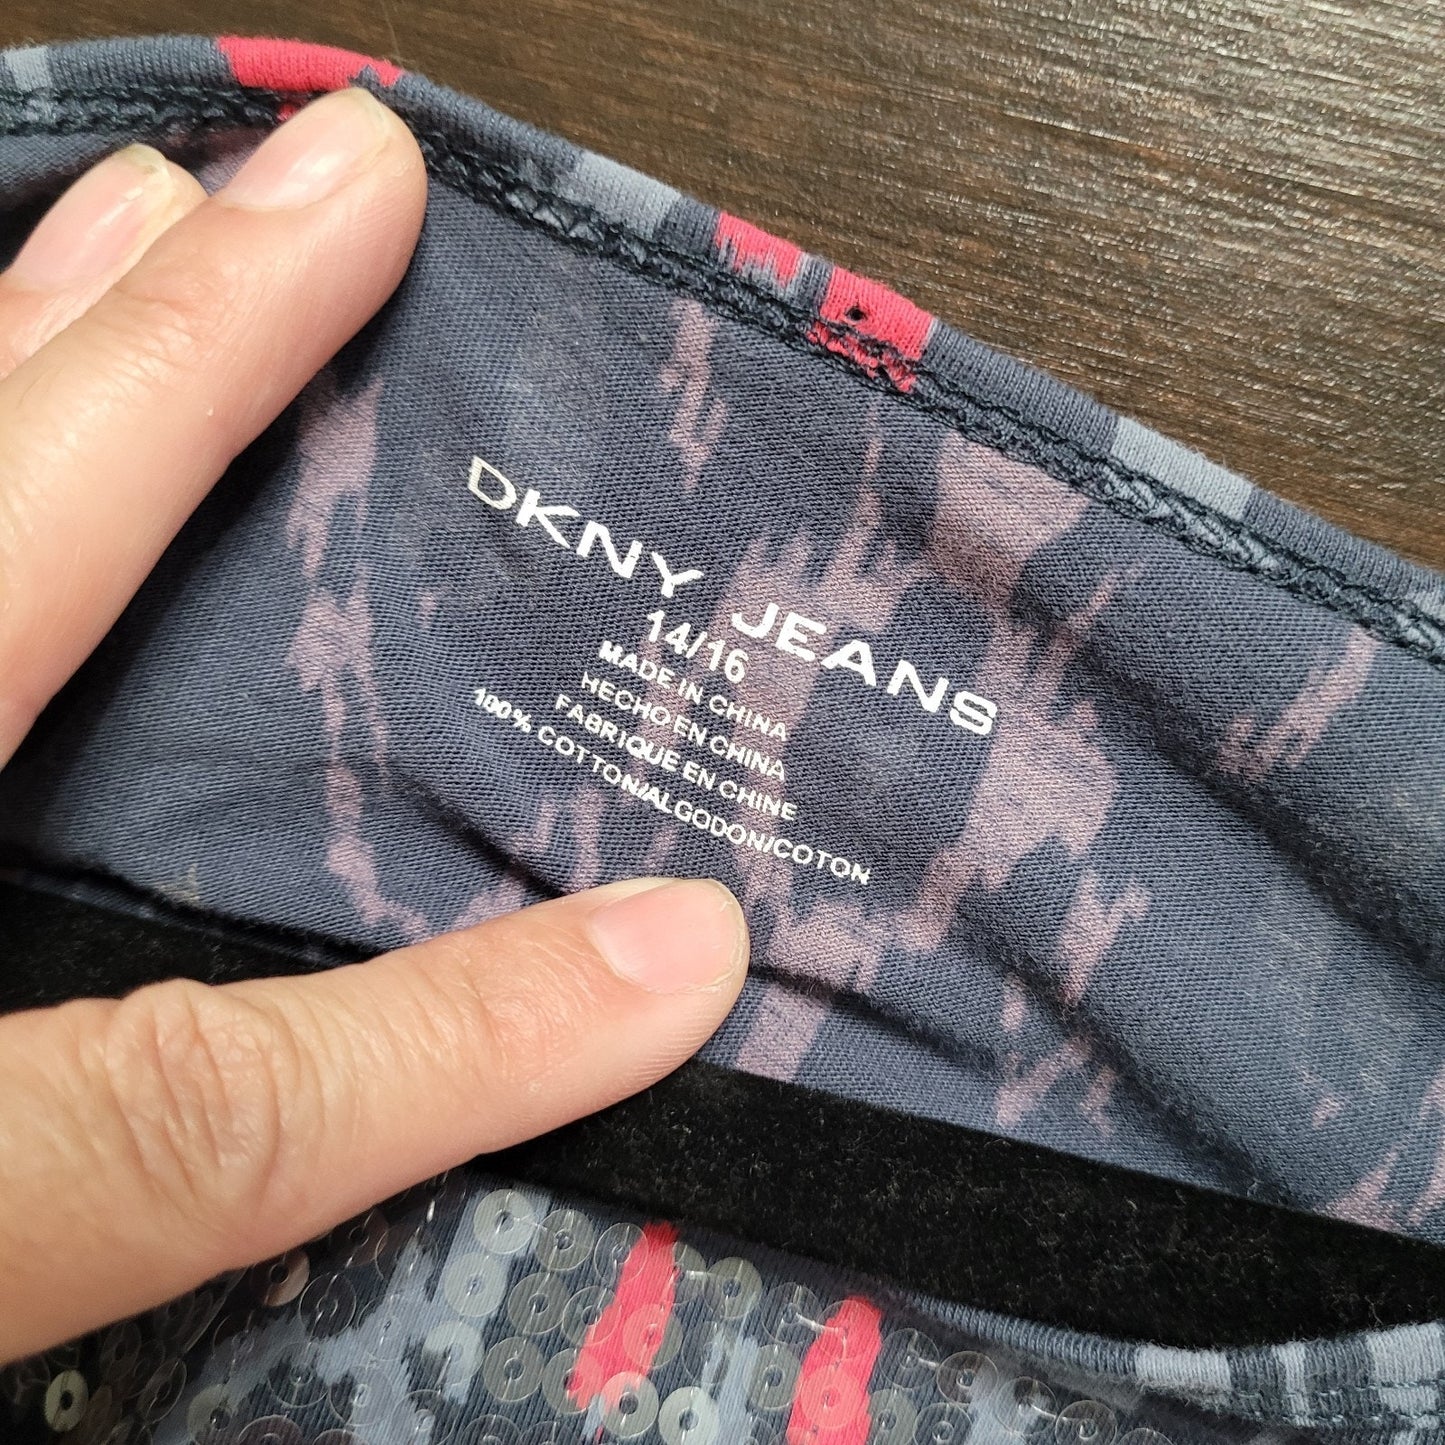 DKNY JEANS
14/16
MADE IN CHINA
HECHO EN CHINA
FABRIQUE EN CHINE
100% COTTON/ALGODON/COTON